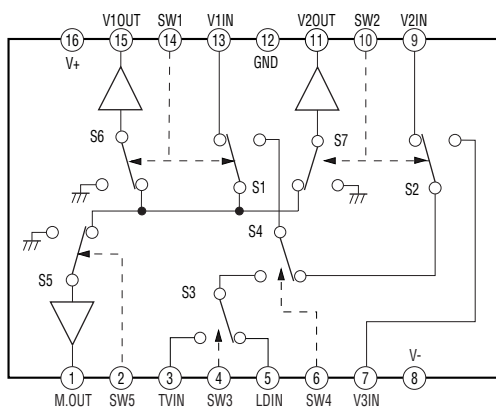 V1OUT SW1 V1IN V2OUT SW2 V2IN
16 15 14 13 12 11 10 9
V+ GND
S6 S7
S1 S2
S4
S5 S3
V-
1 2 3 4 5 6 7 8
M.OUT SW5 TVIN SW3 LDIN SW4 V3IN